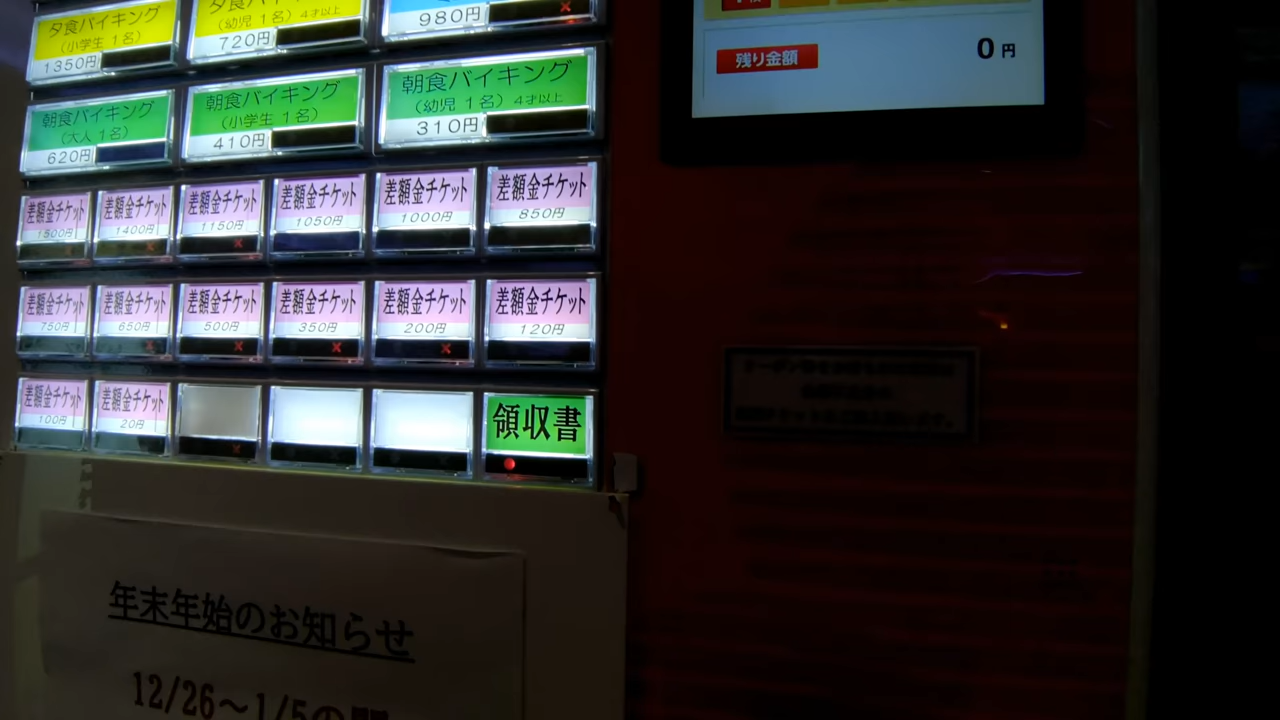 夕食バイキング
(小学生 1名)
1350円
(幼児 1名) 4才以上
720円
980円
残り金額
0円
朝食バイキング
(大人 1名)
620円
朝食バイキング
(小学生 1名)
410円
朝食バイキング
(幼児 1名) 4才以上
310円
差額金チケット
1500円
差額金チケット
1400円
差額金チケット
1150円
差額金チケット
1050円
差額金チケット
1000円
差額金チケット
850円
差額金チケット
750円
差額金チケット
650円
差額金チケット
500円
差額金チケット
350円
差額金チケット
200円
差額金チケット
120円
差額金チケット
100円
差額金チケット
20円
領収書
年末年始のお知らせ
12/26～1/5の